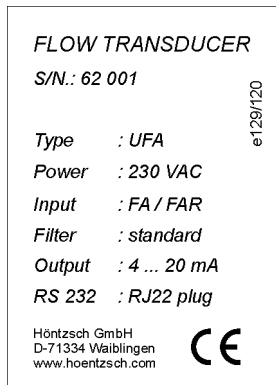 FLOW TRANSDUCER
S/N.: 62 001
e129/120
Type : UFA
Power : 230 VAC
Input : FA / FAR
Filter : standard
Output : 4 ... 20 mA
RS 232 : RJ22 plug
Höntzsch GmbH
D-71334 Waiblingen
www.hoentzsch.com
CE